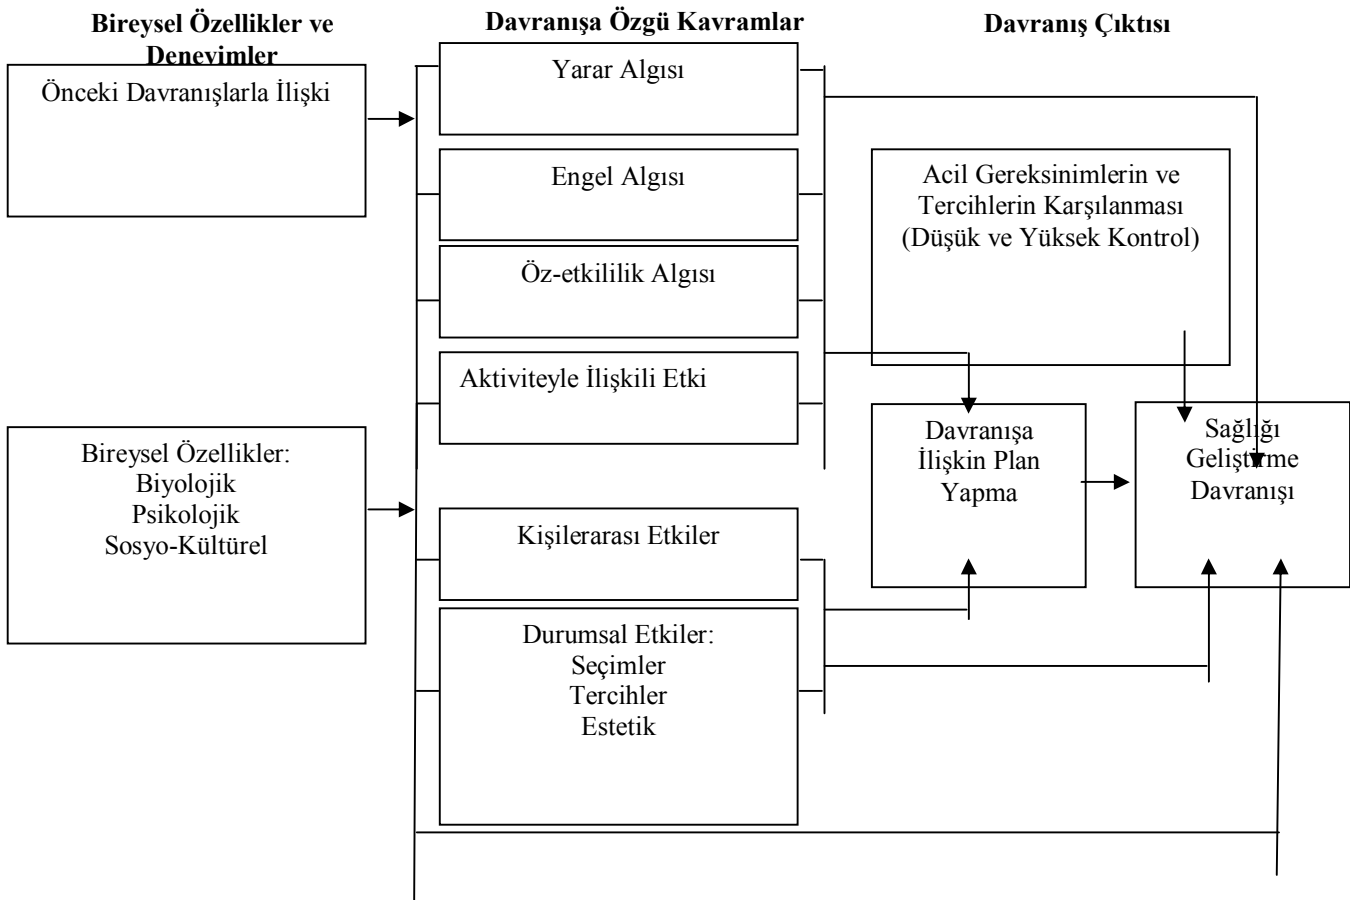 Bireysel Özellikler ve
Denevimler
Davranışa Özgü Kavramlar
Davranış Çıktısı
Önceki Davranışlarla İlişki
Bireysel Özellikler:
Biyolojik
Psikolojik
Sosyo-Kültürel
Yarar Algısı
Engel Algısı
Öz-etkililik Algısı
Aktiviteyle İlişkili Etki
Kişilerarası Etkiler
Durumsal Etkiler:
Seçimler
Tercihler
Estetik
Acil Gereksinimlerin ve
Tercihlerin Karşılanması
(Düşük ve Yüksek Kontrol)
Davranışa
İlişkin Plan
Yapma
Sağlığı
Geliştirme
Davranışı